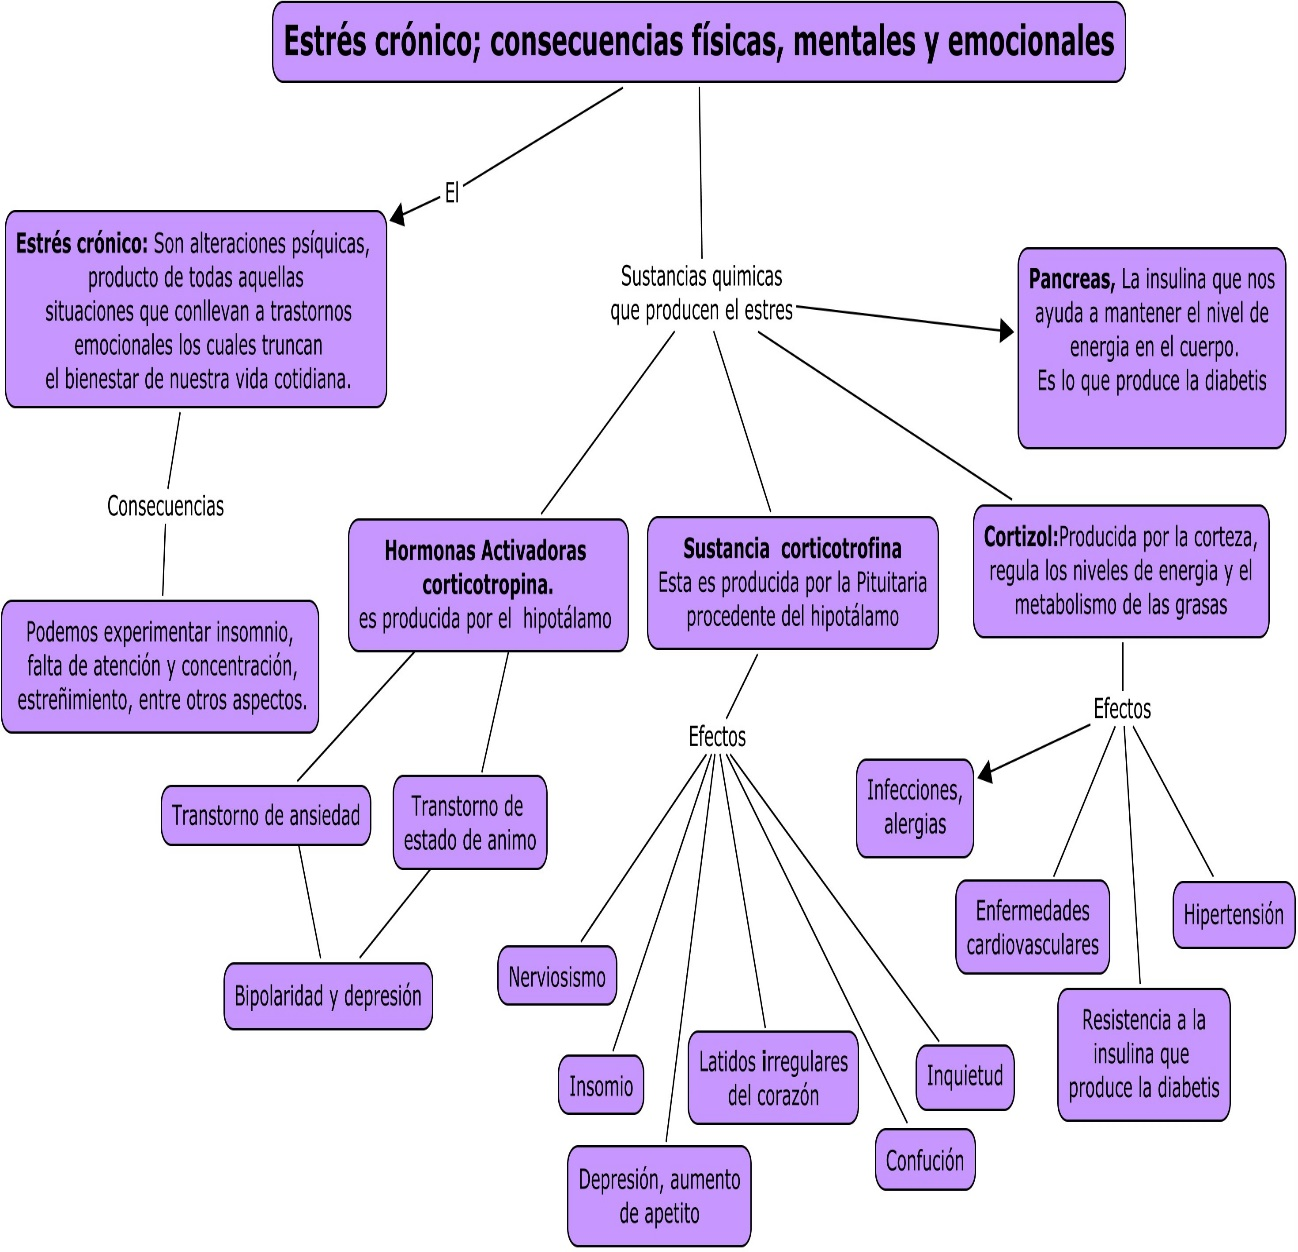 Estrés crónico; consecuencias físicas, mentales y emocionales
El
Estrés crónico: Son alteraciones psíquicas,
producto de todas aquellas
situaciones que conllevan a trastornos
emocionales los cuales truncan
el bienestar de nuestra vida cotidiana.
Sustancias quimicas
que producen el estres
Pancreas, La insulina que nos
ayuda a mantener el nivel de
energia en el cuerpo.
Es lo que produce la diabetis
Consecuencias
Podemos experimentar insomnio,
falta de atención y concentración,
estreñimiento, entre otros aspectos.
Hormonas Activadoras
corticotropina.
es producida por el hipotálamo
Sustancia corticotrofina
Esta es producida por la Pituitaria
procedente del hipotálamo
Cortizol:Producida por la corteza,
regula los niveles de energia y el
metabolismo de las grasas
Transtorno de ansiedad
Transtorno de
estado de animo
Bipolaridad y depresión
Efectos
Nerviosismo
Insomio
Depresión, aumento
de apetito
Latidos irregulares
del corazón
Confución
Inquietud
Efectos
Infecciones,
alergias
Enfermedades
cardiovasculares
Resistencia a la
insulina que
produce la diabetis
Hipertensión